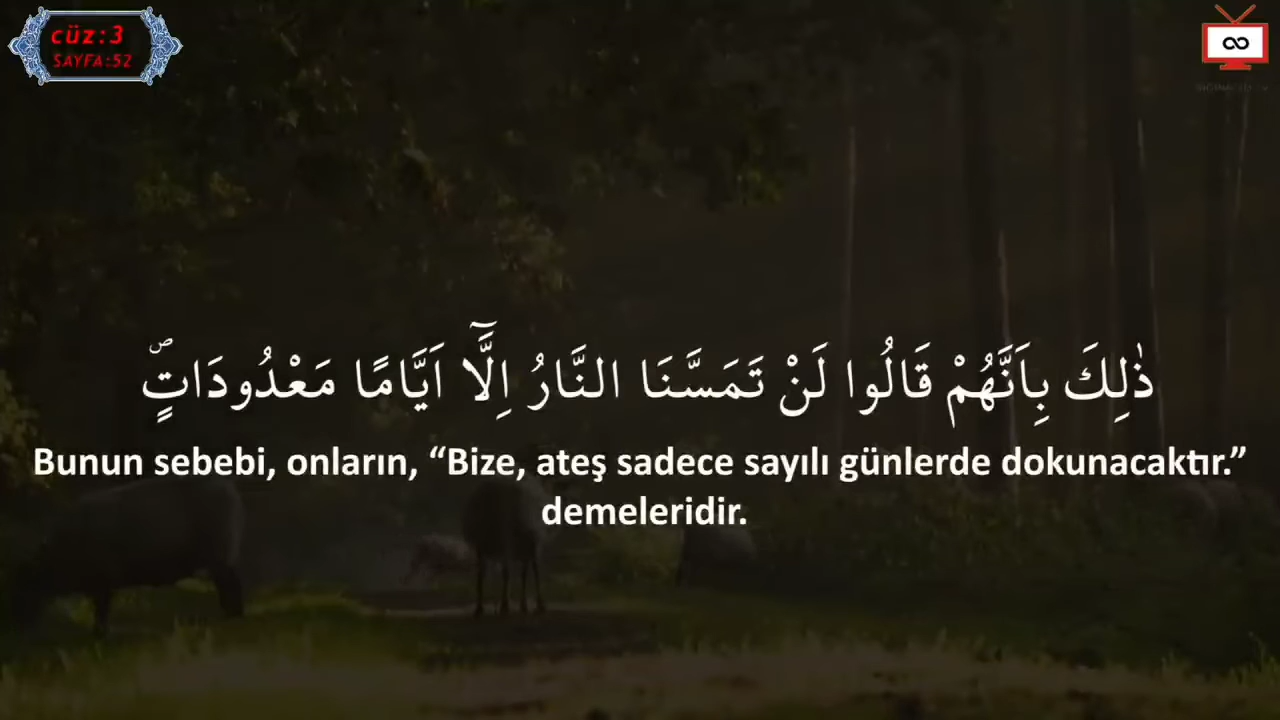 cüz:3
SAYFA:52
ذٰلِكَ بِاَنَّهُمْ قَالُوا لَنْ تَمَسَّنَا النَّارُ اِلَّٓا اَيَّامًا مَعْدُودَاتٍۖ
Bunun sebebi, onların, “Bize, ateş sadece sayılı günlerde dokunacaktır.”
demeleridir.